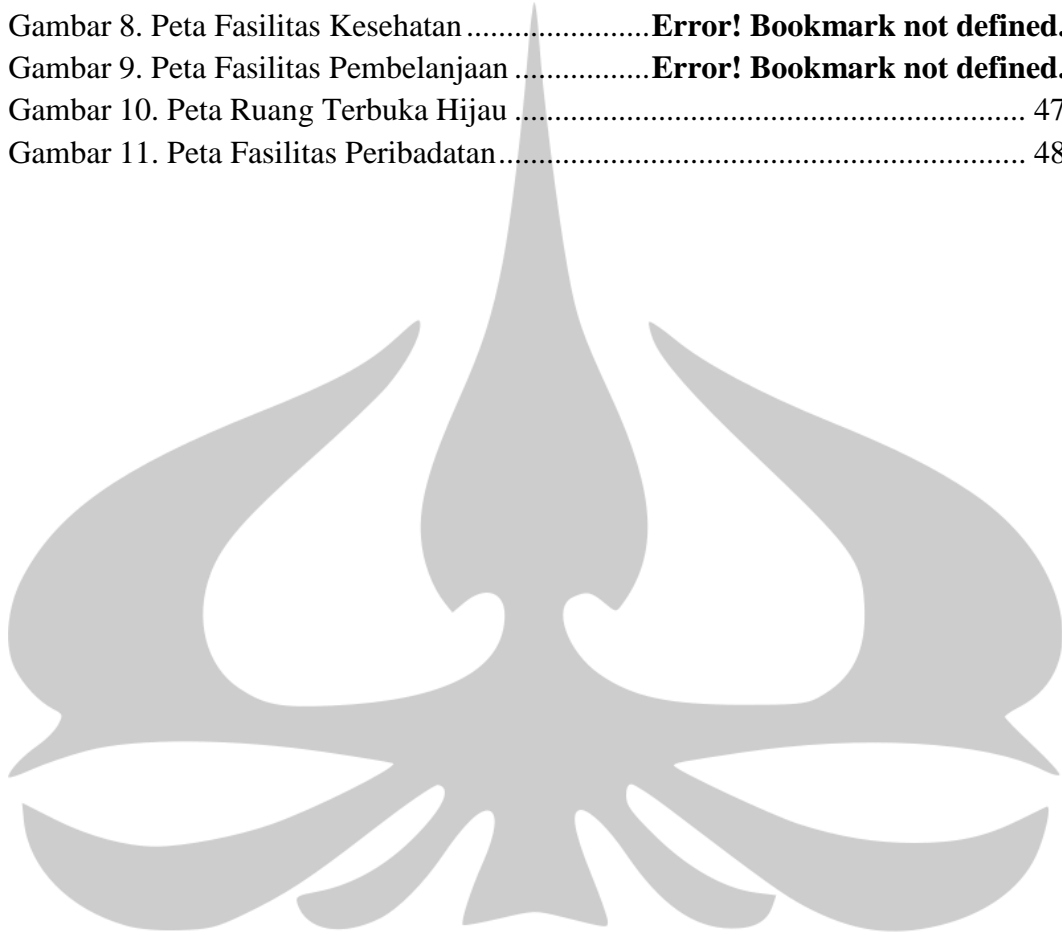 Gambar 8. Peta Fasilitas Kesehatan ...................... Error! Bookmark not defined.
Gambar 9. Peta Fasilitas Pembelanjaan ................ Error! Bookmark not defined.
Gambar 10. Peta Ruang Terbuka Hijau ................................................................. 47
Gambar 11. Peta Fasilitas Peribadatan................................................................... 48